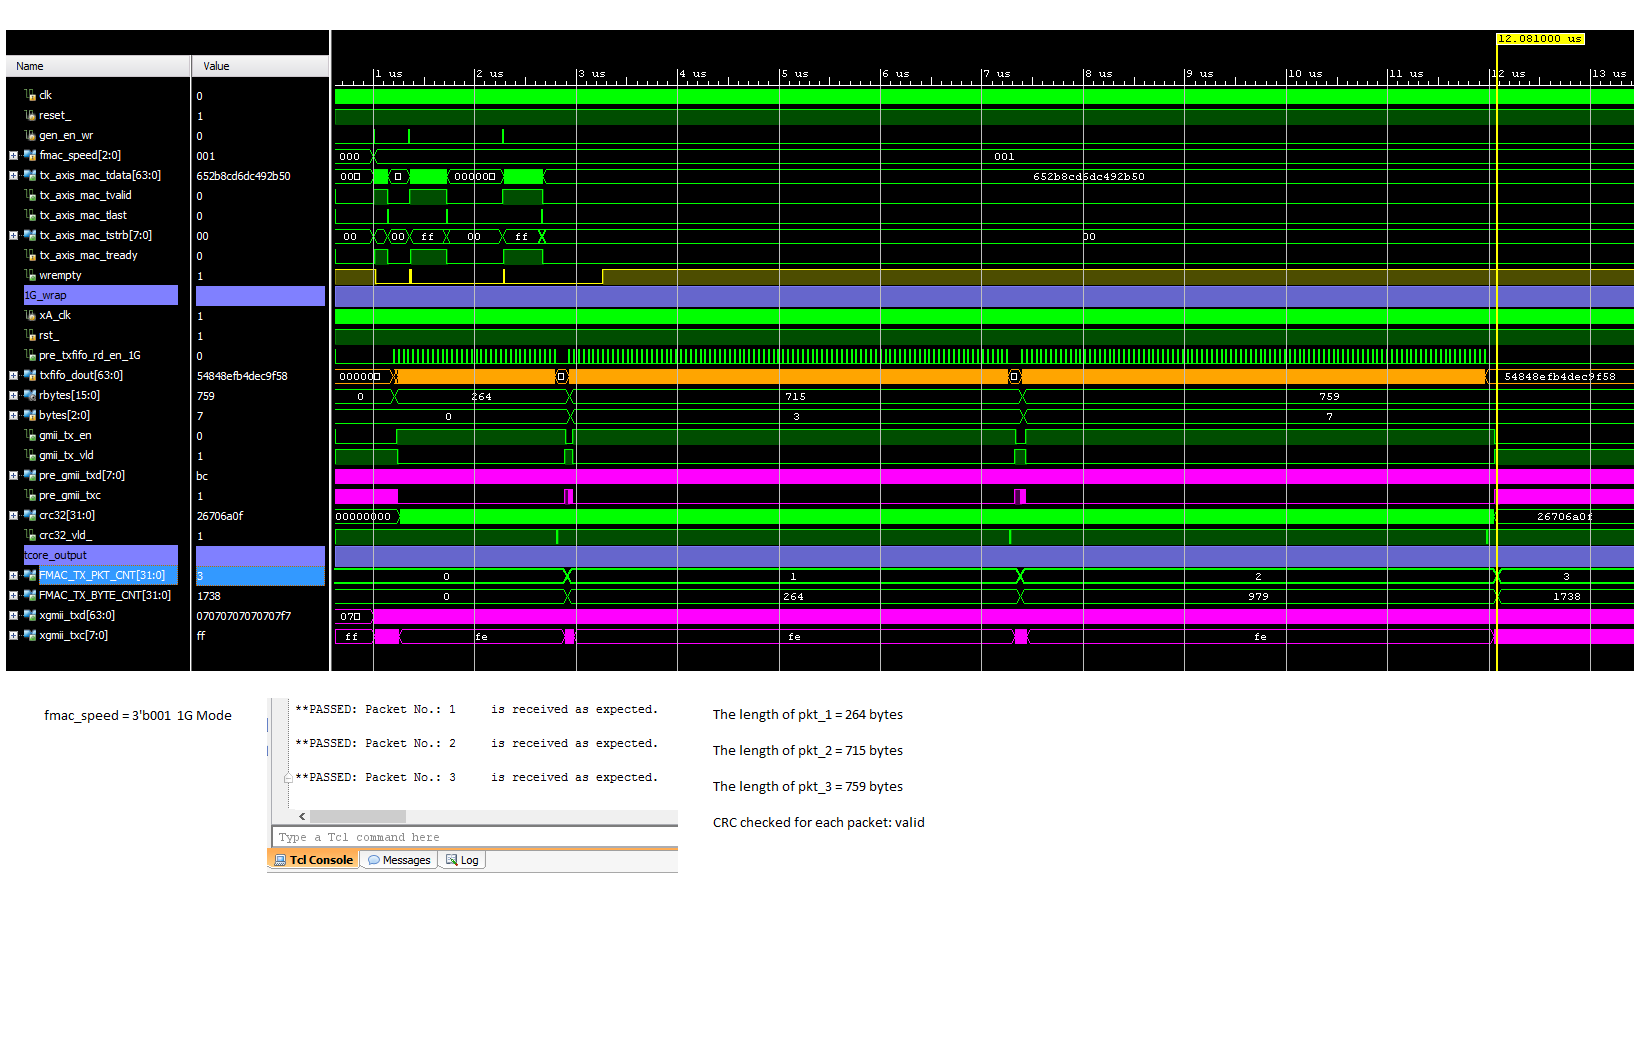 12.081000 us
Name Value
1 us 2 us 3 us 4 us 5 us 6 us 7 us 8 us 9 us 10 us 11 us 12 us 13 us
clk 0
reset_ 1
gen_en_wr 0
fmac_speed[2:0] 001 000 001
tx_axis_mac_tdata[63:0] 652b8cd6dc492b50 00 00000 652b8cd6dc492b50
tx_axis_mac_tvalid 0
tx_axis_mac_tlast 0
tx_axis_mac_tstrb[7:0] 00 00 00 ff 00 ff 00
tx_axis_mac_tready 0
wrempty 1
1G_wrap
xA_clk 1
rst_ 1
pre_txfifo_rd_en_1G 0
txfifo_dout[63:0] 54848efb4dec9f58 00000 54848efb4dec9f58
rbytes[15:0] 759 0 264 715 759
bytes[2:0] 7 0 3 7
gmii_tx_en 0
gmii_tx_vld 1
pre_gmii_txd[7:0] bc
pre_gmii_txc 1
crc32[31:0] 26706a0f 00000000 26706a0f
crc32_vld_ 1
tcore_output
FMAC_TX_PKT_CNT[31:0] 3 0 1 2 3
FMAC_TX_BYTE_CNT[31:0] 1738 0 264 979 1738
xgmii_txd[63:0] 07070707070707f7 07
xgmii_txc[7:0] ff ff fe fe fe
fmac_speed = 3'b001 1G Mode
**PASSED: Packet No.: 1 is received as expected.
**PASSED: Packet No.: 2 is received as expected.
**PASSED: Packet No.: 3 is received as expected.
Type a Tcl command here
Tcl Console Messages Log
The length of pkt_1 = 264 bytes
The length of pkt_2 = 715 bytes
The length of pkt_3 = 759 bytes
CRC checked for each packet: valid